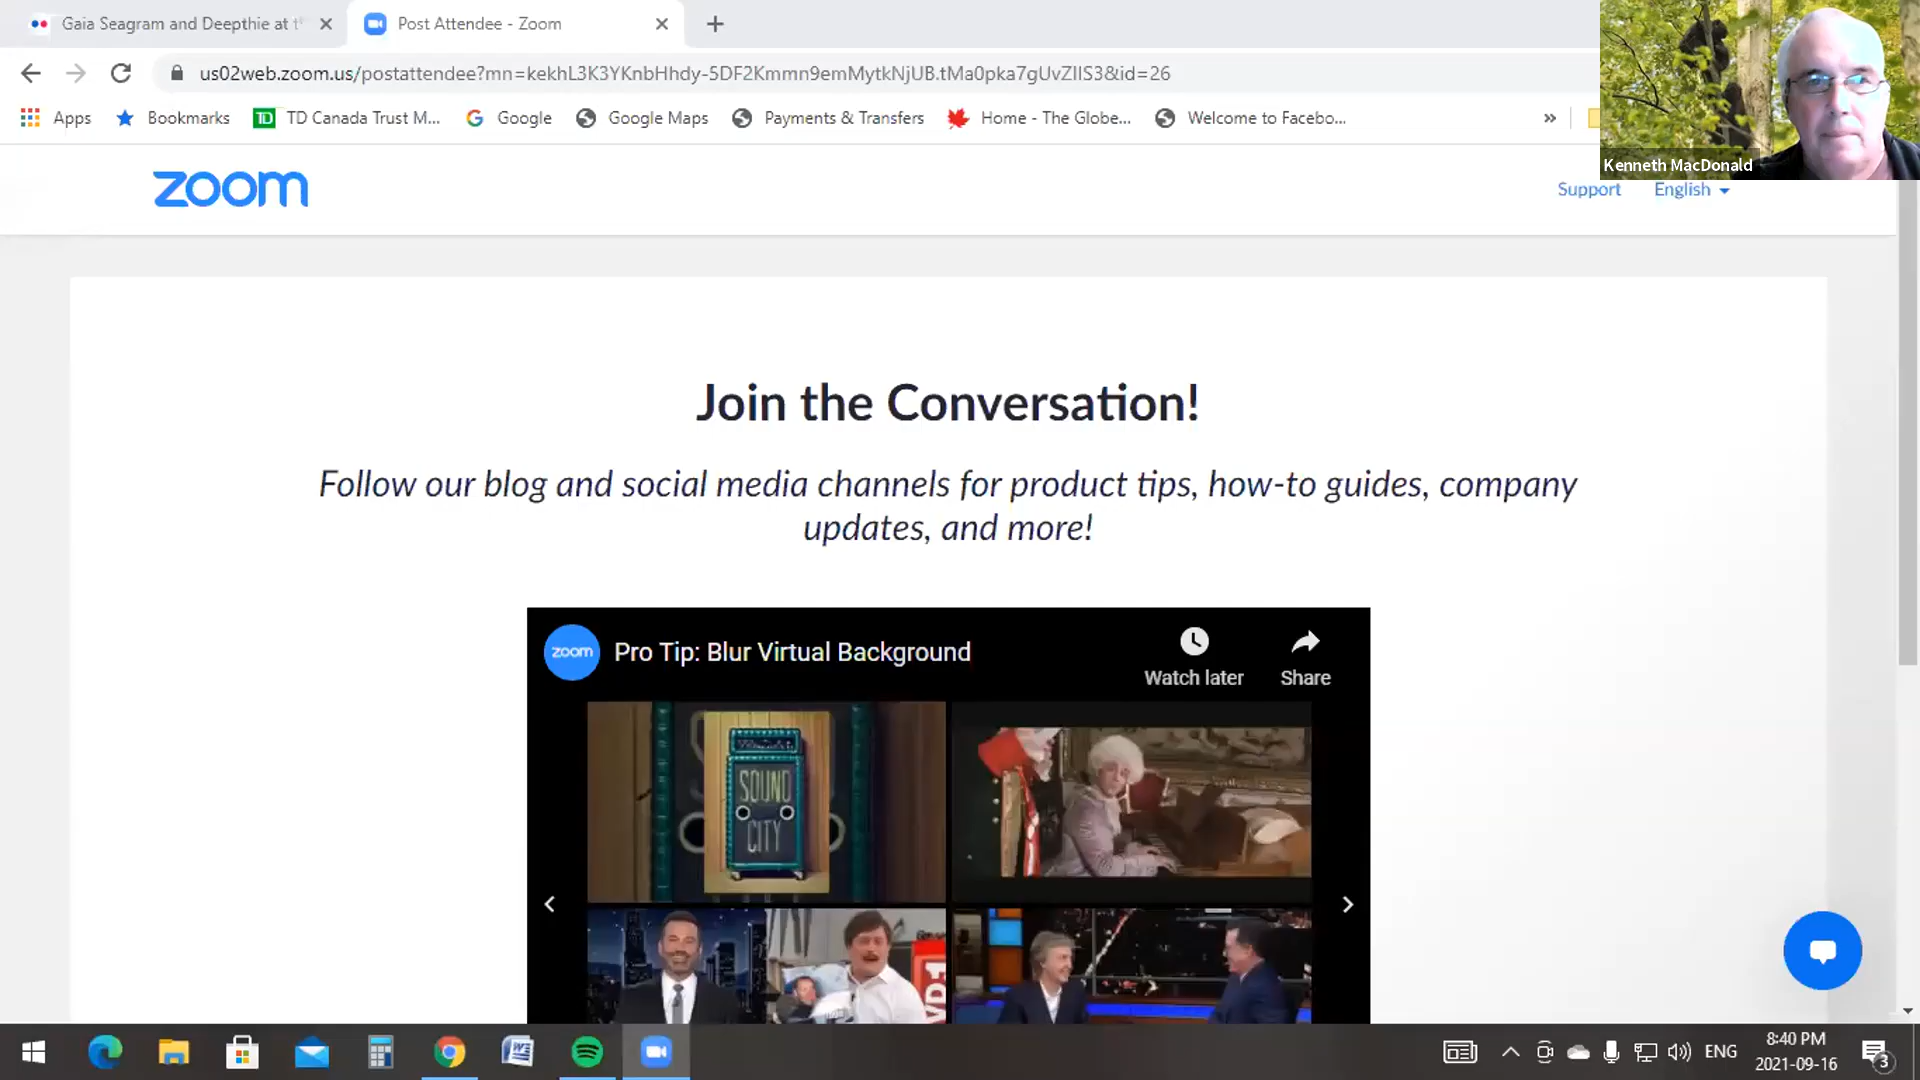 Gaia Seagram and Deepthie at t
Post Attendee - Zoom
us02web.zoom.us/postattendee?mn=kekhL3K3YKnbHhdy-5DF2Kmmn9emMytkNjUB.tMa0pka7gUvZIIS3&id=26
Apps
Bookmarks
TD
TD Canada Trust M...
Google
Google Maps
Payments & Transfers
Home - The Globe...
Welcome to Facebo...
»
Kenneth MacDonald
zoom
Support
English
Join the Conversation!
Follow our blog and social media channels for product tips, how-to guides, company
updates, and more!
zoom
Pro Tip: Blur Virtual Background
Watch later
Share
SOUND
CITY
ENG
8:40 PM
2021-09-16
3